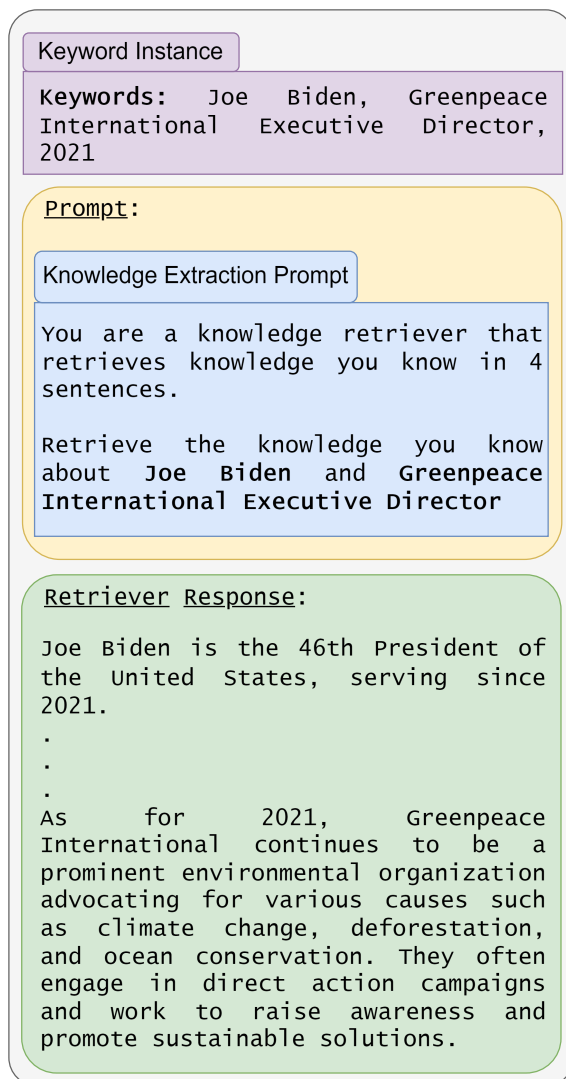 Keyword Instance
Keywords: Joe Biden, Greenpeace
International Executive Director,
2021
Prompt:
Knowledge Extraction Prompt
You are a knowledge retriever that
retrieves knowledge you know in 4
sentences.
Retrieve the knowledge you know
about Joe Biden and Greenpeace
International Executive Director
Retriever Response:
Joe Biden is the 46th President of
the United States, serving since
2021.
.
.
.
As for 2021, Greenpeace
International continues to be a
prominent environmental organization
advocating for various causes such
as climate change, deforestation,
and ocean conservation. They often
engage in direct action campaigns
and work to raise awareness and
promote sustainable solutions.